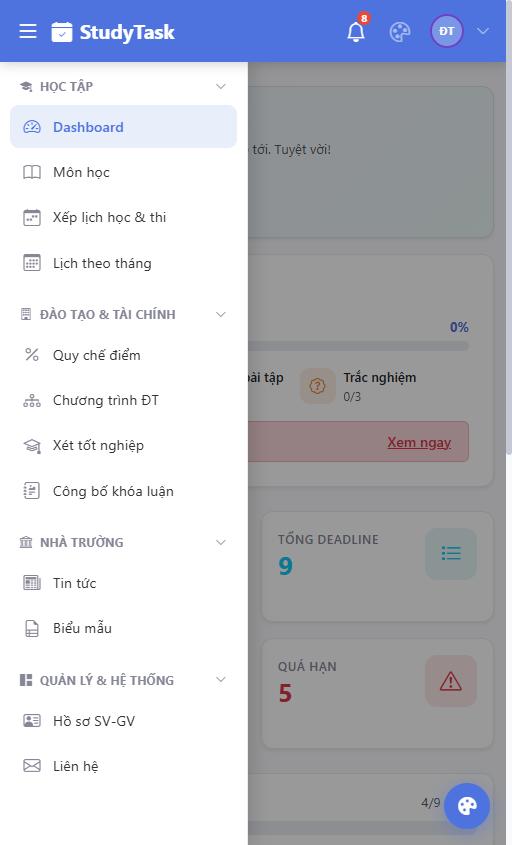 StudyTask
8
ĐT
HỌC TẬP
Dashboard
Môn học
Xếp lịch học & thi
Lịch theo tháng
ĐÀO TẠO & TÀI CHÍNH
Quy chế điểm
Chương trình ĐT
Xét tốt nghiệp
Công bố khóa luận
NHÀ TRƯỜNG
Tin tức
Biểu mẫu
QUẢN LÝ & HỆ THỐNG
Hồ sơ SV-GV
Liên hệ
tới. Tuyệt vời!
0%
tập
Trắc nghiệm
0/3
Xem ngay
TỔNG DEADLINE
9
QUÁ HẠN
5
4/9